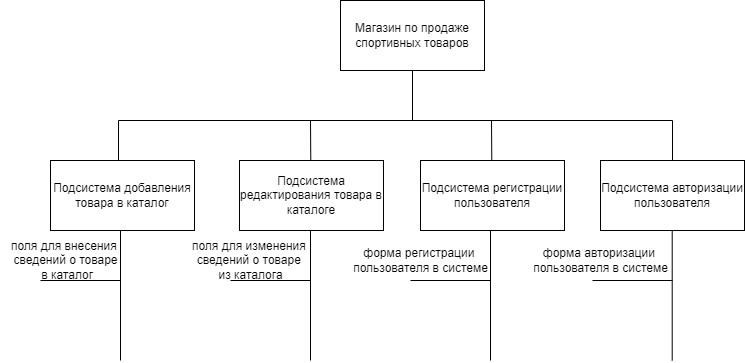 Магазин по продаже
спортивных товаров
Подсистема добавления
товара в каталог
Подсистема
редактирования товара в
каталоге
Подсистема регистрации
пользователя
Подсистема авторизации
пользователя
поля для внесения
сведений о товаре
в каталог
поля для изменения
сведений о товаре
из каталога
форма регистрации
пользователя в системе
форма авторизации
пользователя в системе